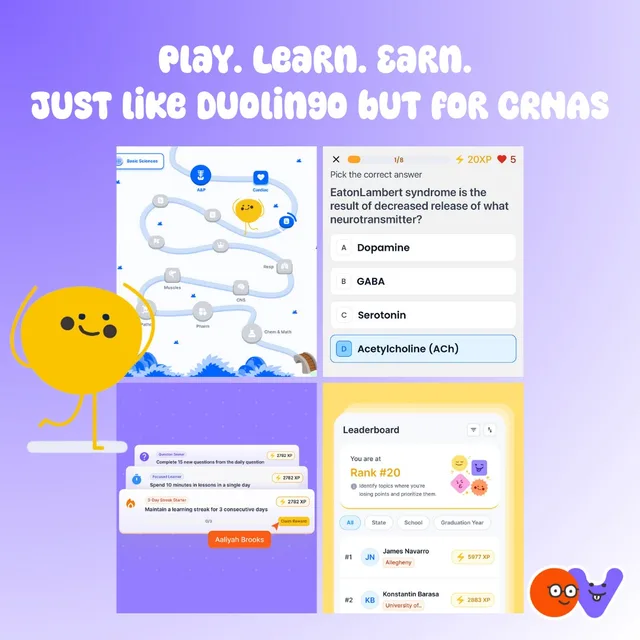 PLAY. LEARN. EARN.
JUST LIKE DUOLINGO BUT FOR CRNAS
Basic Sciences
A&P
Cardiac
Resp
Muscles
CNS
Pharm
Chem & Math
1/8
20XP
5
Pick the correct answer
EatonLambert syndrome is the
result of decreased release of what
neurotransmitter?
A Dopamine
B GABA
C Serotonin
D Acetylcholine (ACh)
Question Streak
2782 XP
Complete 15 new questions from the daily question
Focused Learner
2782 XP
Spend 10 minutes in lessons in a single day
3-Day Streak Starter
2782 XP
Maintain a learning streak for 3 consecutive days
Claim Reward
Aaliyah Brooks
Leaderboard
You are at
Rank #20
Identify topics where you're
losing points and prioritize them.
All
State
School
Graduation Year
#1 JN James Navarro 5977 XP
Allegheny
#2 KB Konstantin Barasa 2883 XP
University of..